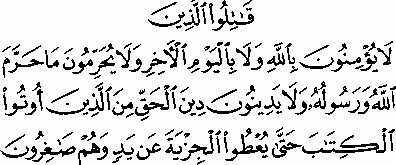 قَٰتِلُوا۟ ٱلَّذِينَ
لَا يُؤْمِنُونَ بِٱللَّهِ وَلَا بِٱلْيَوْمِ ٱلْءَاخِرِ وَلَا يُحَرِّمُونَ مَا حَرَّمَ
ٱللَّهُ وَرَسُولُهُۥ وَلَا يَدِينُونَ دِينَ ٱلْحَقِّ مِنَ ٱلَّذِينَ أُوتُوا۟
ٱلْكِتَٰبَ حَتَّىٰ يُعْطُوا۟ ٱلْجِزْيَةَ عَن يَدٍ وَهُمْ صَٰغِرُونَ